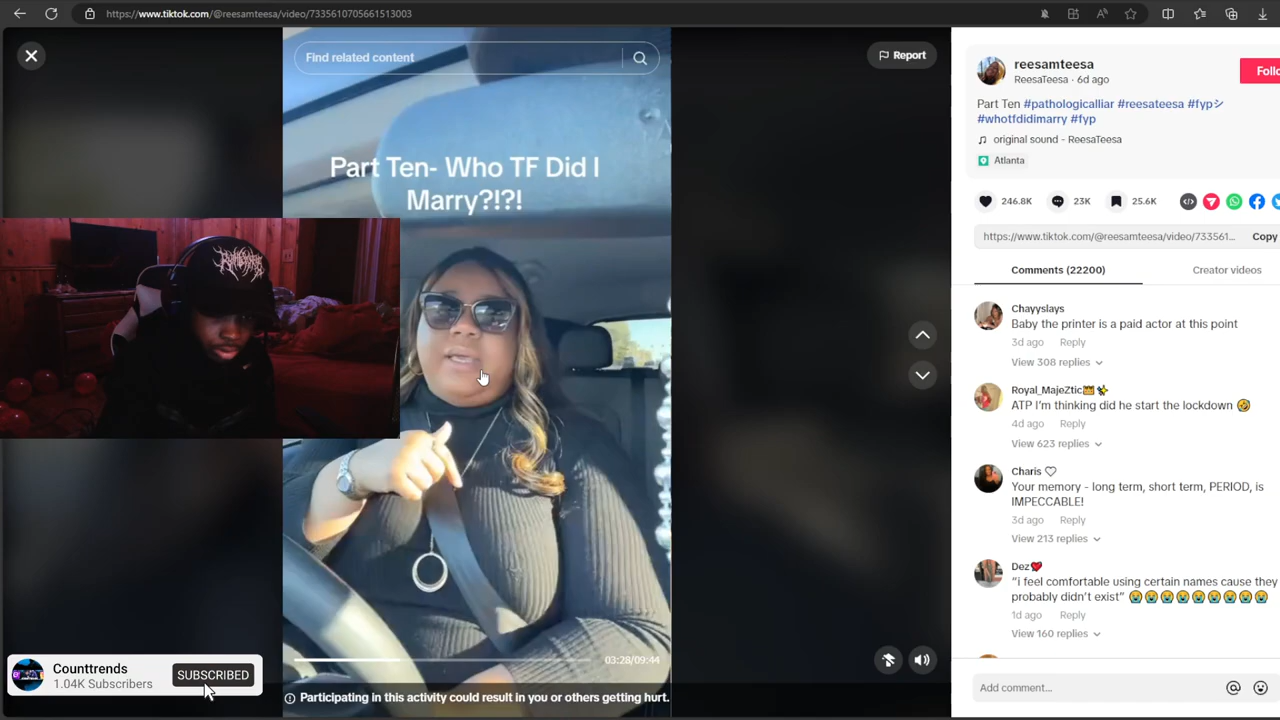 https://www.tiktok.com/@reesamteesa/video/7335610705661513003
Find related content
Report
Part Ten- Who TF Did I
Marry?!?!
03:28/09:44
Participating in this activity could result in you or others getting hurt.
Counttrends
1.04K Subscribers
SUBSCRIBED
reesamteesa
ReesaTeesa · 6d ago
Follo
Part Ten #pathologicalliar #reesateesa #fypシ
#whotfdidimarry #fyp
original sound - ReesaTeesa
Atlanta
246.8K
23K
25.6K
https://www.tiktok.com/@reesamteesa/video/733561...
Copy
Comments (22200)
Creator videos
Chayyslays
Baby the printer is a paid actor at this point
3d ago Reply
View 308 replies
Royal_MajeZtic👑
ATP I'm thinking did he start the lockdown 🤣
4d ago Reply
View 623 replies
Charis ♡
Your memory - long term, short term, PERIOD, is
IMPECCABLE!
3d ago Reply
View 213 replies
Dez❤️
“i feel comfortable using certain names cause they
probably didn't exist” 😭😭😭😭😭😭😭😭😭
1d ago Reply
View 160 replies
Add comment...